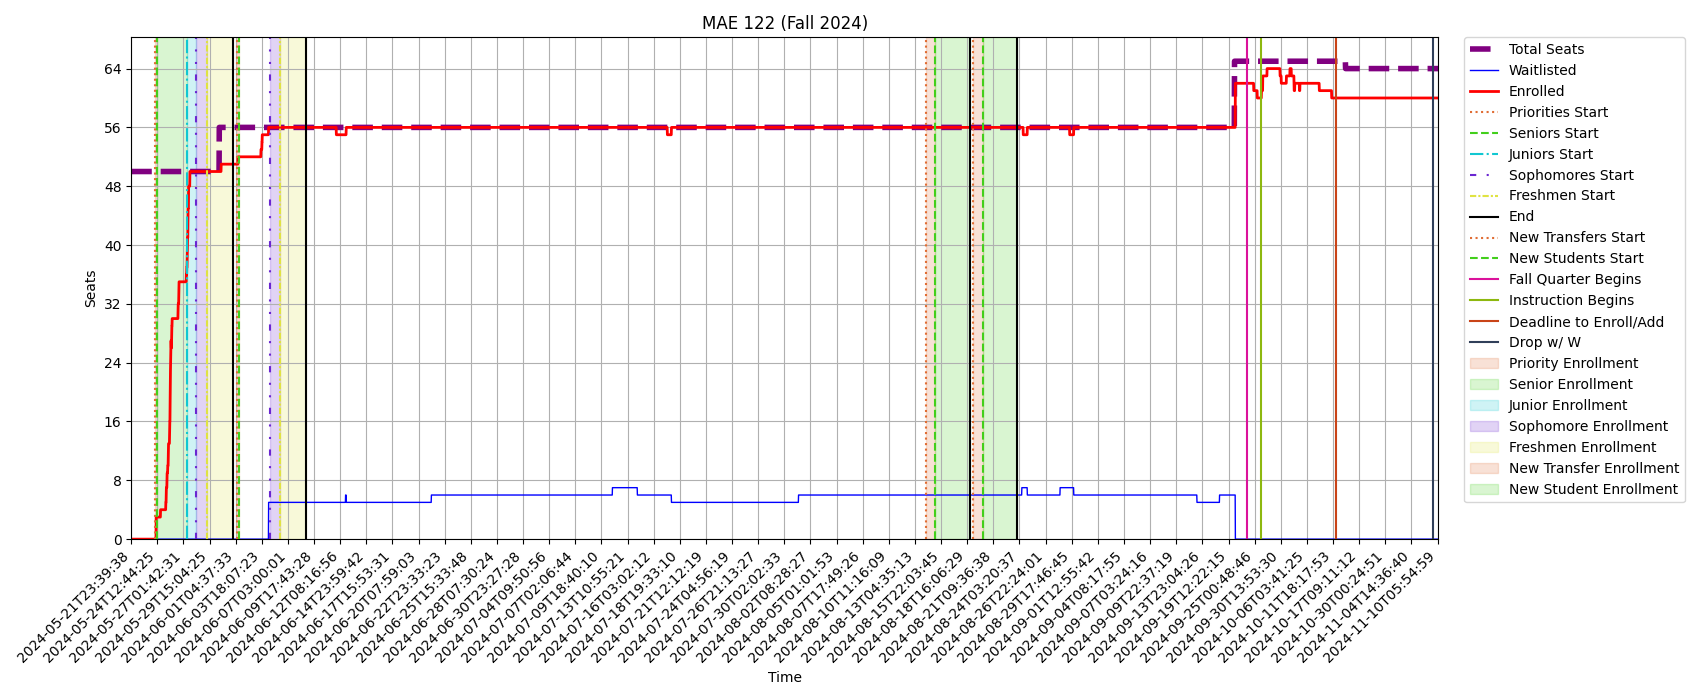 MAE 122 (Fall 2024)
Seats
64
56
48
40
32
24
16
8
0
2024-05-21T23:39:38
2024-05-24T12:44:25
2024-05-27T01:42:31
2024-05-29T15:04:25
2024-06-01T04:37:33
2024-06-03T18:07:23
2024-06-07T03:00:01
2024-06-09T17:43:28
2024-06-12T08:16:56
2024-06-14T23:59:42
2024-06-17T15:53:31
2024-06-20T07:59:03
2024-06-22T23:33:23
2024-06-25T15:33:48
2024-06-28T07:30:24
2024-06-30T23:27:28
2024-07-04T09:50:56
2024-07-07T02:06:44
2024-07-09T18:40:10
2024-07-13T10:55:21
2024-07-16T03:02:12
2024-07-18T19:33:10
2024-07-21T12:12:19
2024-07-24T04:56:19
2024-07-26T21:13:27
2024-07-30T02:02:33
2024-08-02T08:28:27
2024-08-05T01:01:53
2024-08-07T17:49:26
2024-08-10T11:16:09
2024-08-13T04:35:13
2024-08-15T22:03:45
2024-08-18T16:06:29
2024-08-21T09:36:38
2024-08-24T03:20:37
2024-08-26T22:24:01
2024-08-29T17:46:45
2024-09-01T12:55:42
2024-09-04T08:17:55
2024-09-07T03:24:16
2024-09-09T22:37:19
2024-09-13T23:04:26
2024-09-19T12:22:15
2024-09-25T00:48:46
2024-09-30T13:53:30
2024-10-06T03:41:25
2024-10-11T18:17:53
2024-10-17T09:11:12
2024-10-30T00:24:51
2024-11-04T14:36:40
2024-11-10T05:54:59
Time
Total Seats
Waitlisted
Enrolled
Priorities Start
Seniors Start
Juniors Start
Sophomores Start
Freshmen Start
End
New Transfers Start
New Students Start
Fall Quarter Begins
Instruction Begins
Deadline to Enroll/Add
Drop w/ W
Priority Enrollment
Senior Enrollment
Junior Enrollment
Sophomore Enrollment
Freshmen Enrollment
New Transfer Enrollment
New Student Enrollment